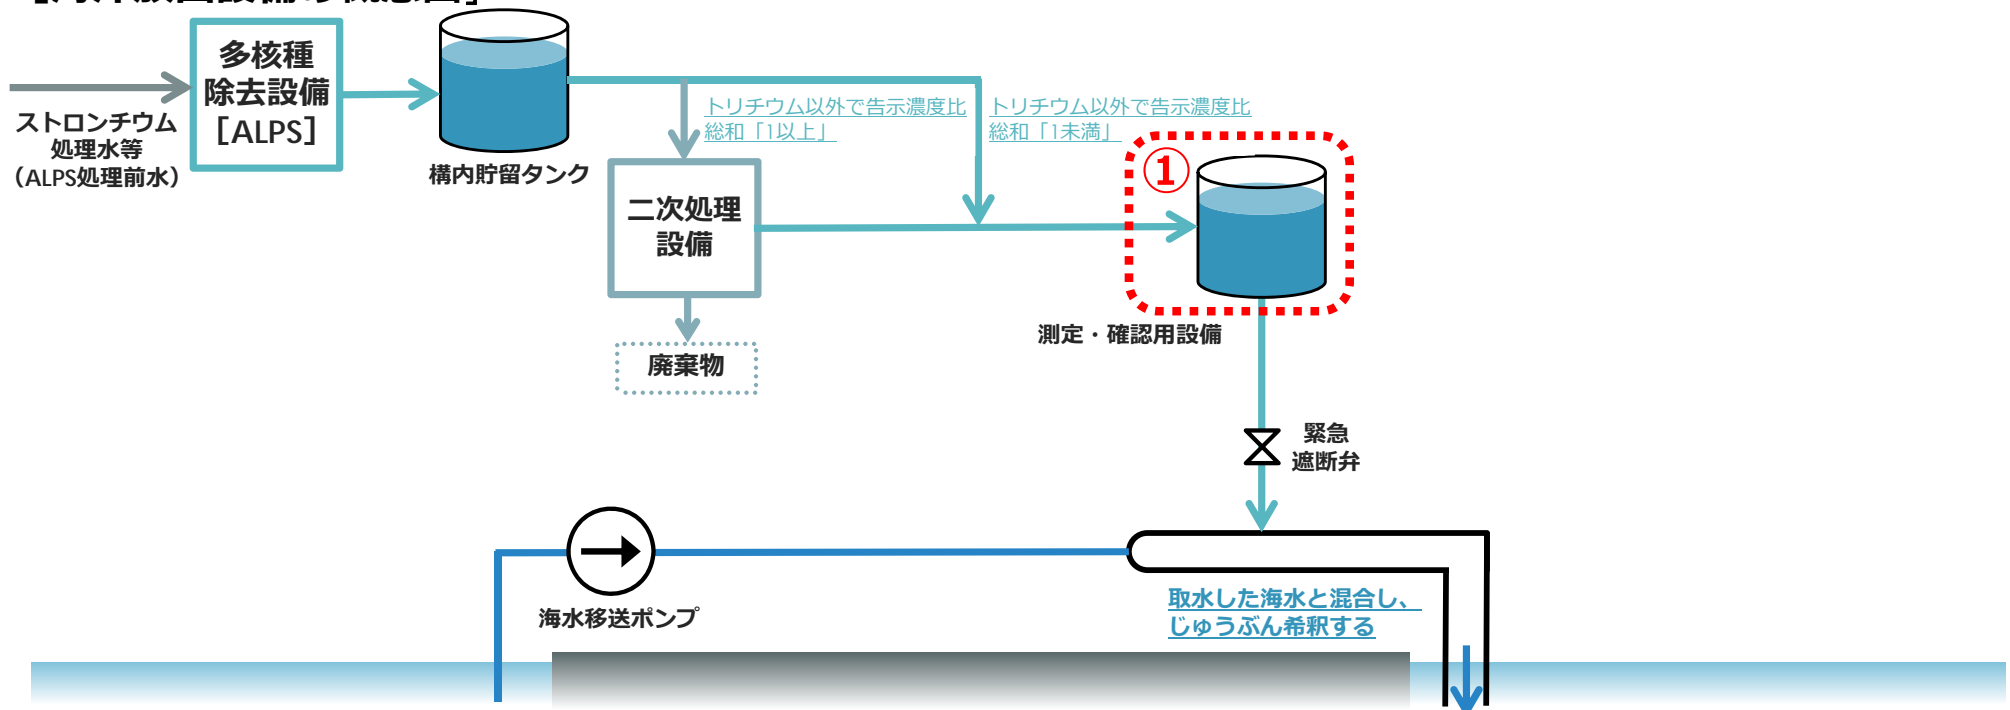 多核種
除去設備
[ALPS]
ストロンチウム
処理水等
（ALPS処理前水）
構内貯留タンク
トリチウム以外で告示濃度比
総和「1以上」
トリチウム以外で告示濃度比
総和「1未満」
①
二次処理
設備
廃棄物
測定・確認用設備
緊急
遮断弁
海水移送ポンプ
取水した海水と混合し、
じゅうぶん希釈する